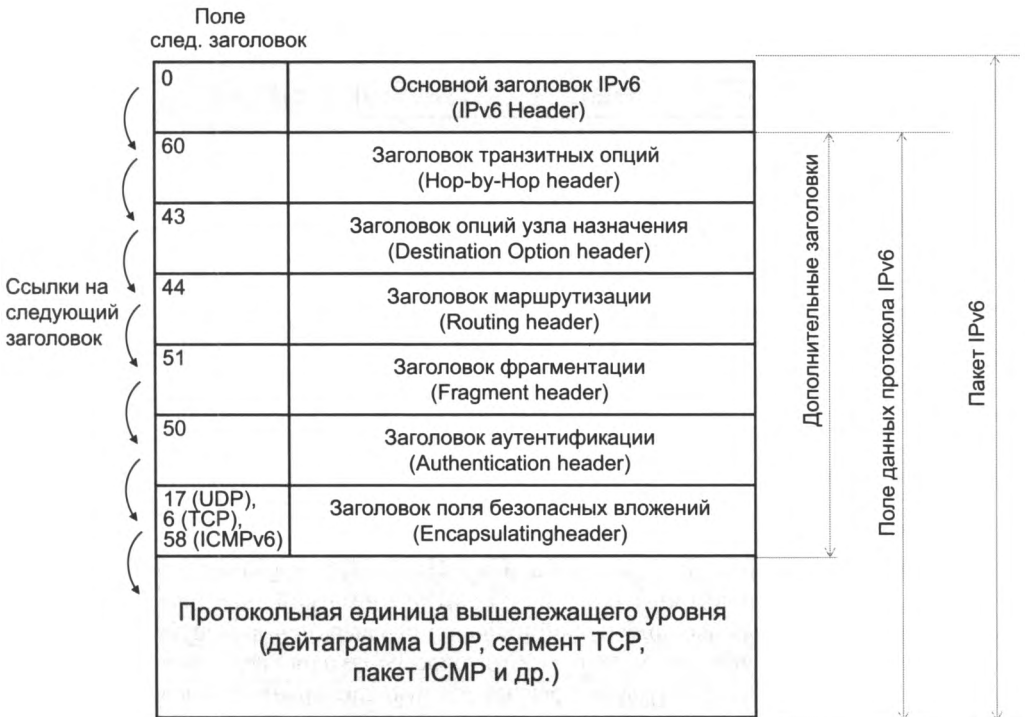 Поле
след. заголовок
0
Основной заголовок IPv6
(IPv6 Header)
60
Заголовок транзитных опций
(Hop-by-Hop header)
43
Заголовок опций узла назначения
(Destination Option header)
44
Заголовок маршрутизации
(Routing header)
51
Заголовок фрагментации
(Fragment header)
50
Заголовок аутентификации
(Authentication header)
17 (UDP),
6 (TCP),
58 (ICMPv6)
Заголовок поля безопасных вложений
(Encapsulatingheader)
Протокольная единица вышележащего уровня
(дейтаграмма UDP, сегмент TCP,
пакет ICMP и др.)
Ссылки на
следующий
заголовок
Дополнительные заголовки
Поле данных протокола IPv6
Пакет IPv6